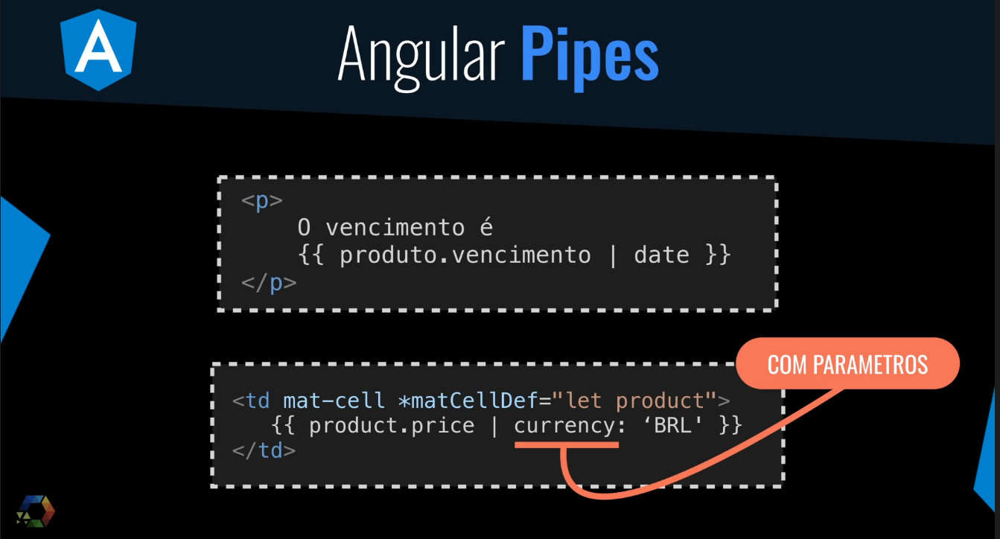 A
Angular Pipes
<p>
O vencimento é
{{ produto.vencimento | date }}
</p>
COM PARAMETROS
<td mat-cell *matCellDef="let product">
{{ product.price | currency: ‘BRL' }}
</td>